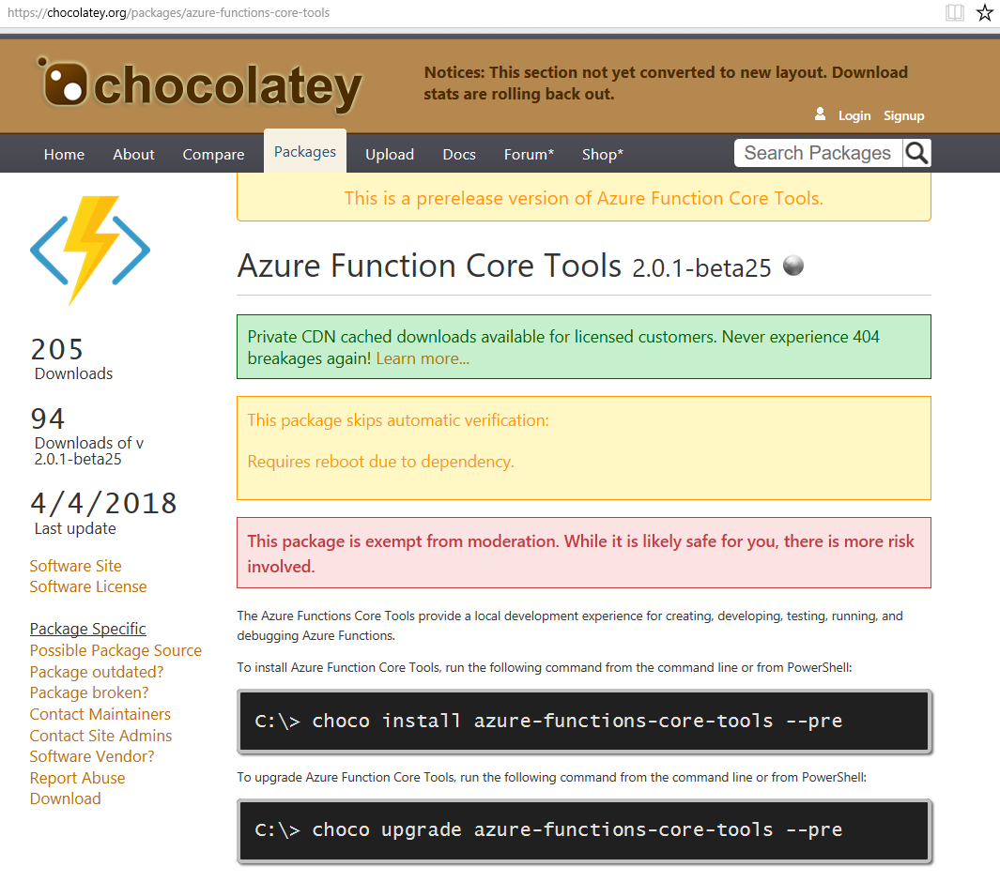 https://chocolatey.org/packages/azure-functions-core-tools
chocolatey
Notices: This section not yet converted to new layout. Download
stats are rolling back out.
Login Signup
Home About Compare Packages Upload Docs Forum* Shop* Search Packages
This is a prerelease version of Azure Function Core Tools.
Azure Function Core Tools 2.0.1-beta25
205
Downloads
94
Downloads of v
2.0.1-beta25
4/4/2018
Last update
Software Site
Software License
Package Specific
Possible Package Source
Package outdated?
Package broken?
Contact Maintainers
Contact Site Admins
Software Vendor?
Report Abuse
Download
Private CDN cached downloads available for licensed customers. Never experience 404
breakages again! Learn more...
This package skips automatic verification:
Requires reboot due to dependency.
This package is exempt from moderation. While it is likely safe for you, there is more risk
involved.
The Azure Functions Core Tools provide a local development experience for creating, developing, testing, running, and
debugging Azure Functions.
To install Azure Function Core Tools, run the following command from the command line or from PowerShell:
C:\> choco install azure-functions-core-tools --pre
To upgrade Azure Function Core Tools, run the following command from the command line or from PowerShell:
C:\> choco upgrade azure-functions-core-tools --pre